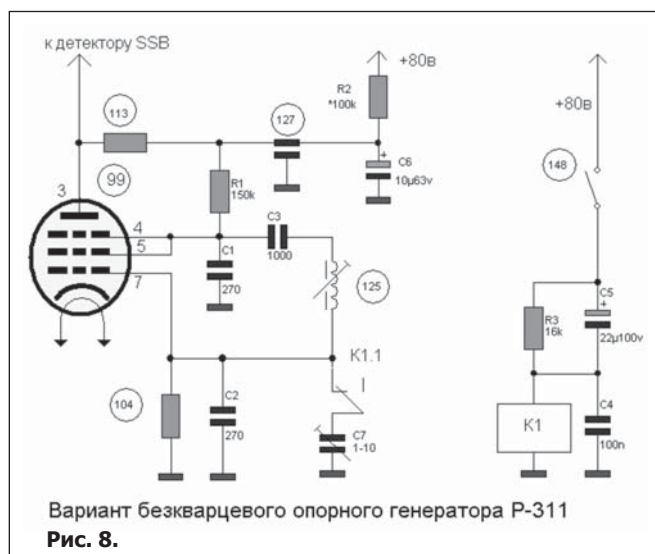 к детектору SSB
+80в
R2
*100k
113
127
+80в
99
3
R1
150k
C6
+
10µ63v
148
4
5
C3
1000
7
C1
270
125
C5
+
22µ100v
R3
16k
K1.1
104
C2
270
C7
1-10
K1
C4
100n
Вариант безкварцевого опорного генератора Р-311
Рис. 8.